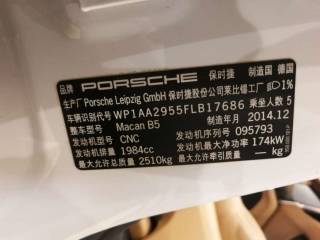 品牌 PORSCHE 保时捷 制造国 德国
生产厂 Porsche Leipzig GmbH 保时捷股份公司莱比锡工厂 1%
车辆识别代号 WP1AA2955FLB17686 乘坐人数 5
整车型号 Macan B5 制造年月 2014.12
发动机型号 CNC 发动机序列号 095793
发动机排量 1984cc 发动机最大净功率 174kW
最大允许总质量 2510kg 最大允许牵引质量 — kg